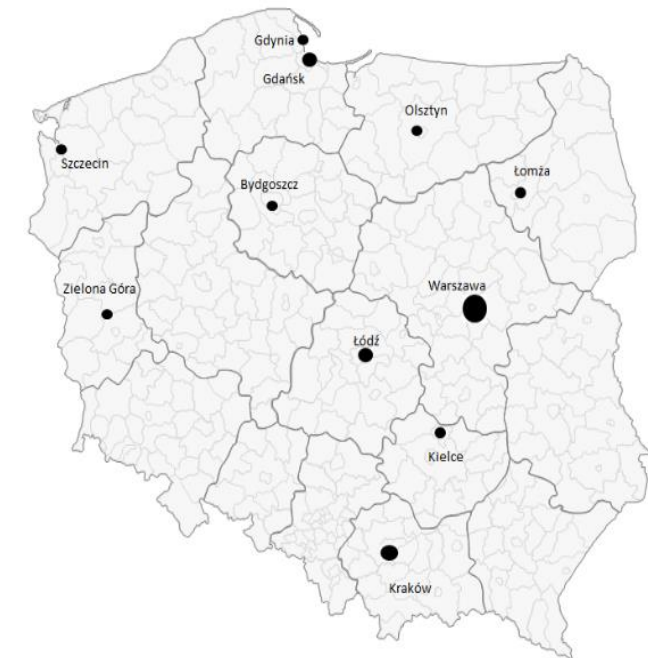 Gdynia
Gdańsk
Olsztyn
Szczecin
Łomża
Bydgoszcz
Warszawa
Zielona Góra
Łódź
Kielce
Kraków